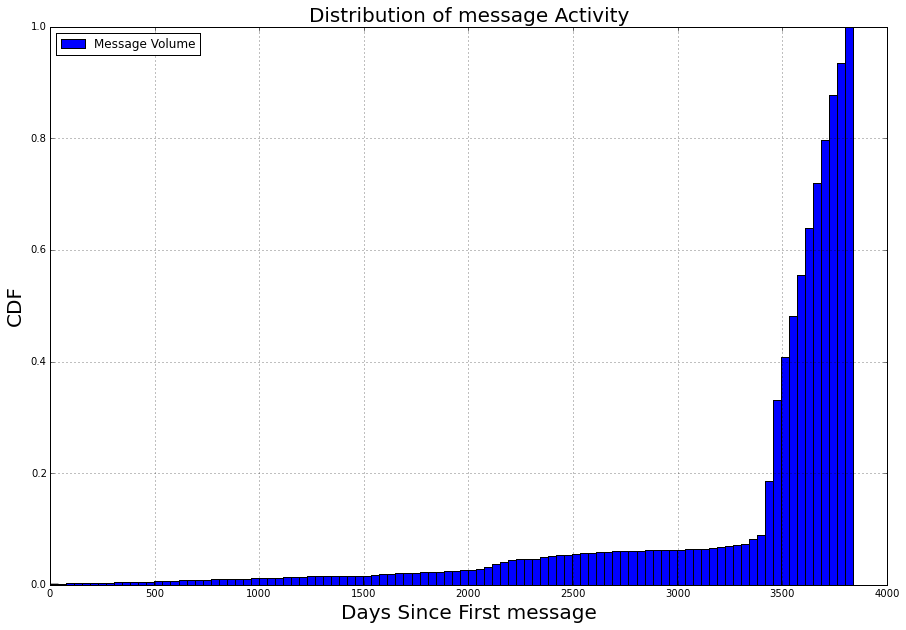 Distribution of message Activity
Message Volume
CDF
1.0
0.8
0.6
0.4
0.2
0.0
0 500 1000 1500 2000 2500 3000 3500 4000
Days Since First message